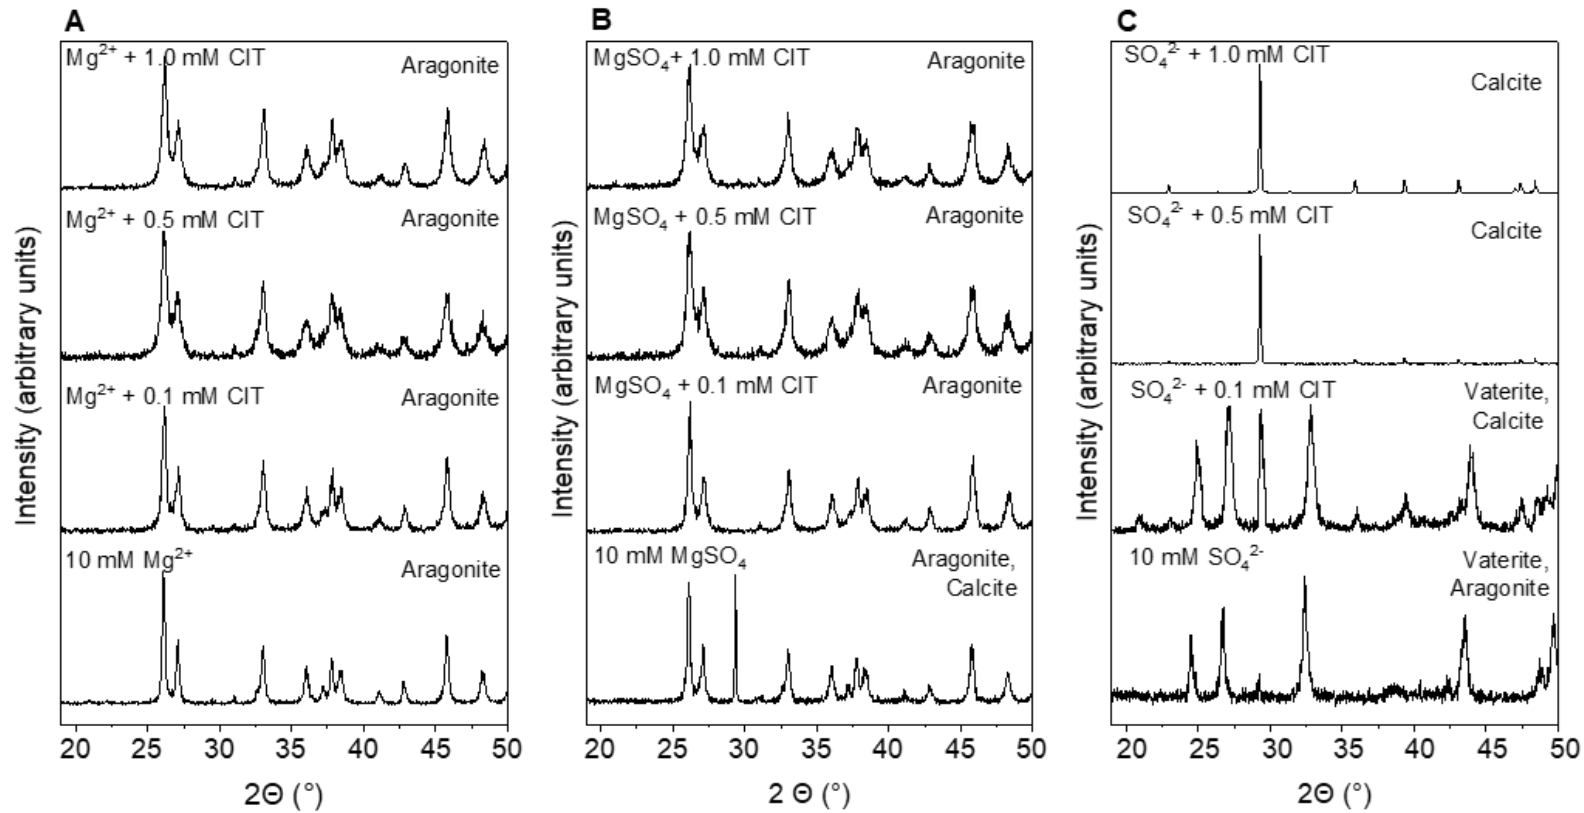 A
Mg²⁺ + 1.0 mM CIT
Aragonite
Mg²⁺ + 0.5 mM CIT
Aragonite
Mg²⁺ + 0.1 mM CIT
Aragonite
10 mM Mg²⁺
Aragonite
Intensity (arbitrary units)
20 25 30 35 40 45 50
2Θ (°)
B
MgSO₄+ 1.0 mM CIT
Aragonite
MgSO₄ + 0.5 mM CIT
Aragonite
MgSO₄ + 0.1 mM CIT
Aragonite
10 mM MgSO₄
Aragonite,
Calcite
Intensity (arbitrary units)
20 25 30 35 40 45 50
2 Θ (°)
C
SO₄²⁻ + 1.0 mM CIT
Calcite
SO₄²⁻ + 0.5 mM CIT
Calcite
SO₄²⁻ + 0.1 mM CIT
Vaterite,
Calcite
10 mM SO₄²⁻
Vaterite,
Aragonite
Intensity (arbitrary units)
20 25 30 35 40 45 50
2Θ (°)